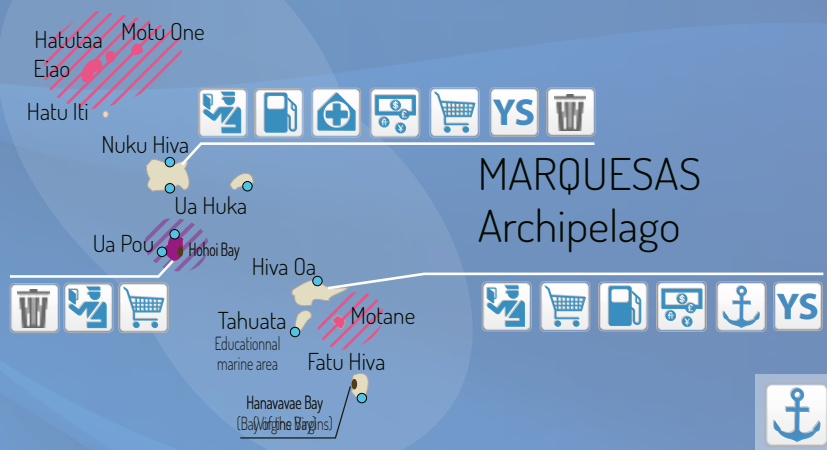 Hatutaa
Motu One
Eiao
Hatu Iti
YS
Nuku Hiva
MARQUESAS
Archipelago
Ua Huka
Ua Pou
Hohoi Bay
Hiva Oa
YS
Tahuata
Motane
Educationnal
marine area
Fatu Hiva
Hanavavae Bay